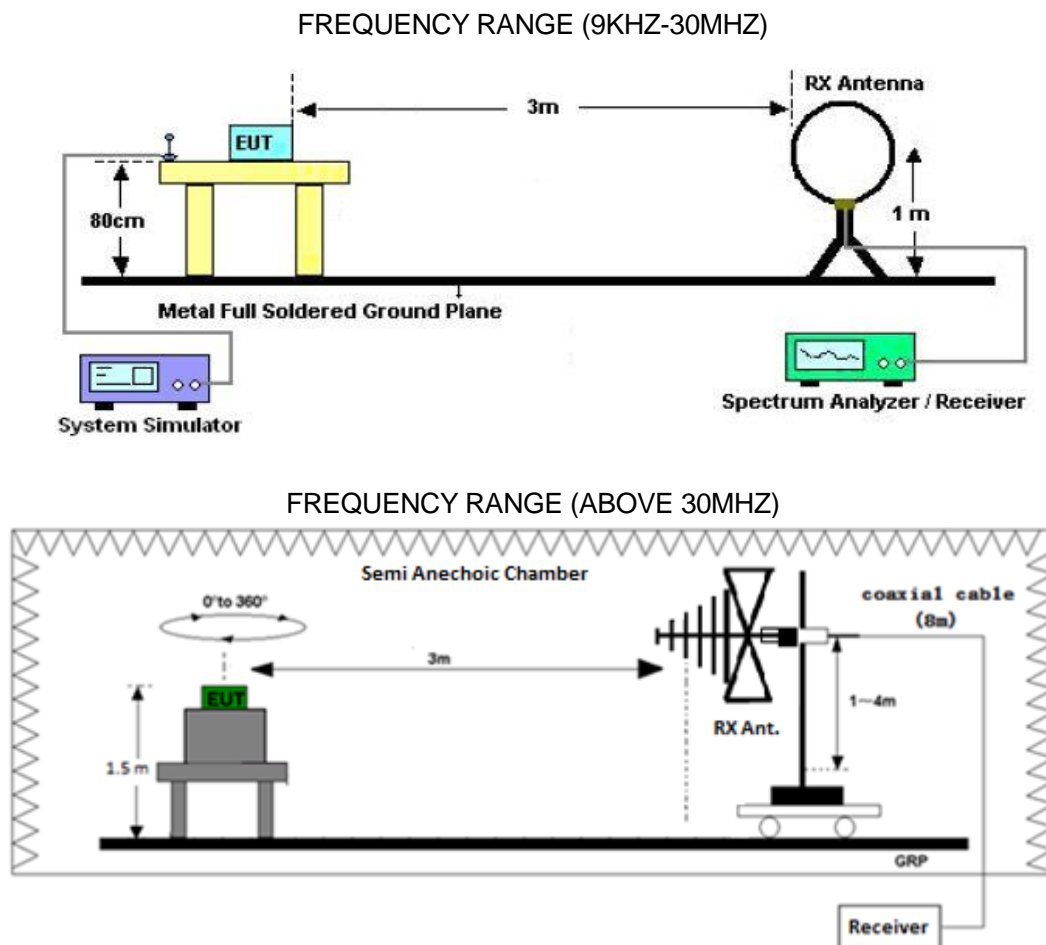 FREQUENCY RANGE (9KHZ-30MHZ)
RX Antenna
3m
EUT
80cm
1 m
Metal Full Soldered Ground Plane
System Simulator
Spectrum Analyzer / Receiver
FREQUENCY RANGE (ABOVE 30MHZ)
Semi Anechoic Chamber
coaxial cable
(8m)
0°to 360°
3m
EUT
1~4m
RX Ant.
1.5 m
GRP
Receiver